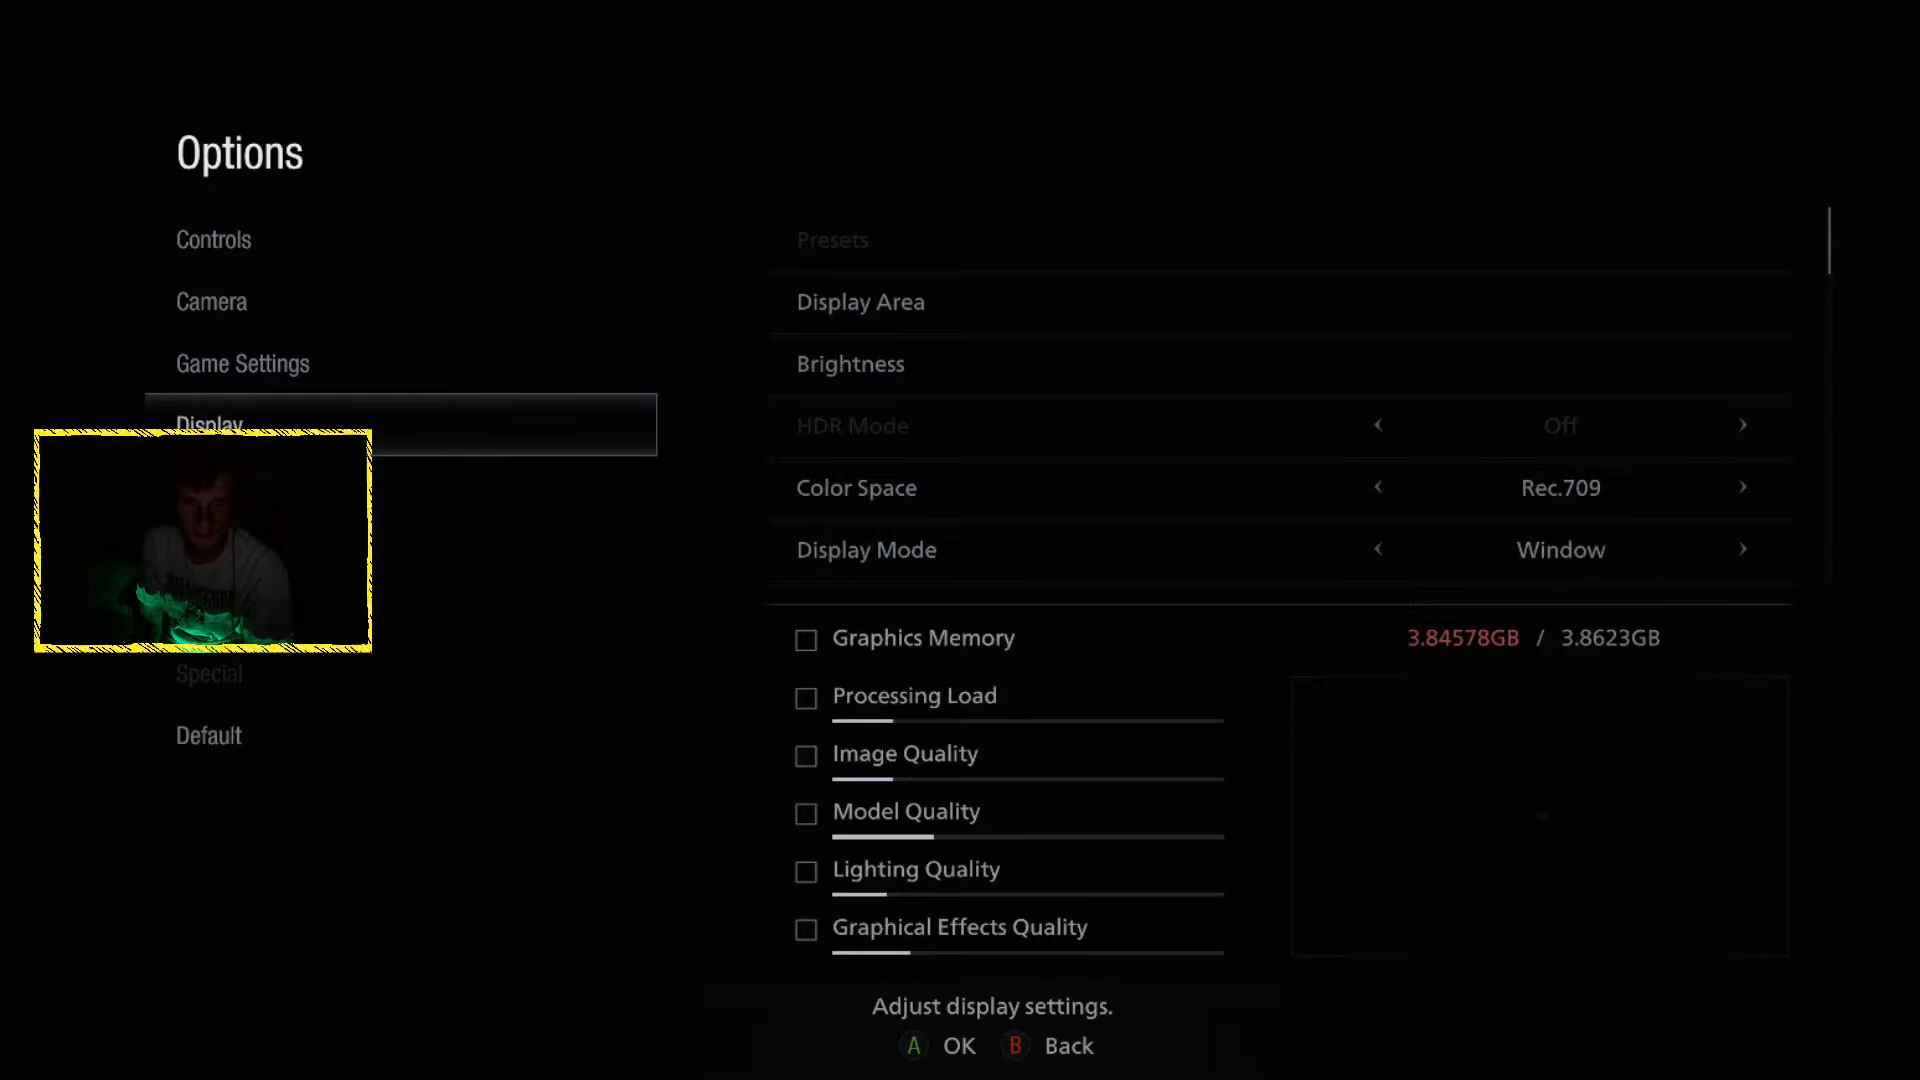 Options
Controls
Camera
Game Settings
Display
Special
Default
Presets
Display Area
Brightness
HDR Mode Off
Color Space Rec.709
Display Mode Window
Graphics Memory 3.84578GB / 3.8623GB
Processing Load
Image Quality
Model Quality
Lighting Quality
Graphical Effects Quality
Adjust display settings.
A OK B Back